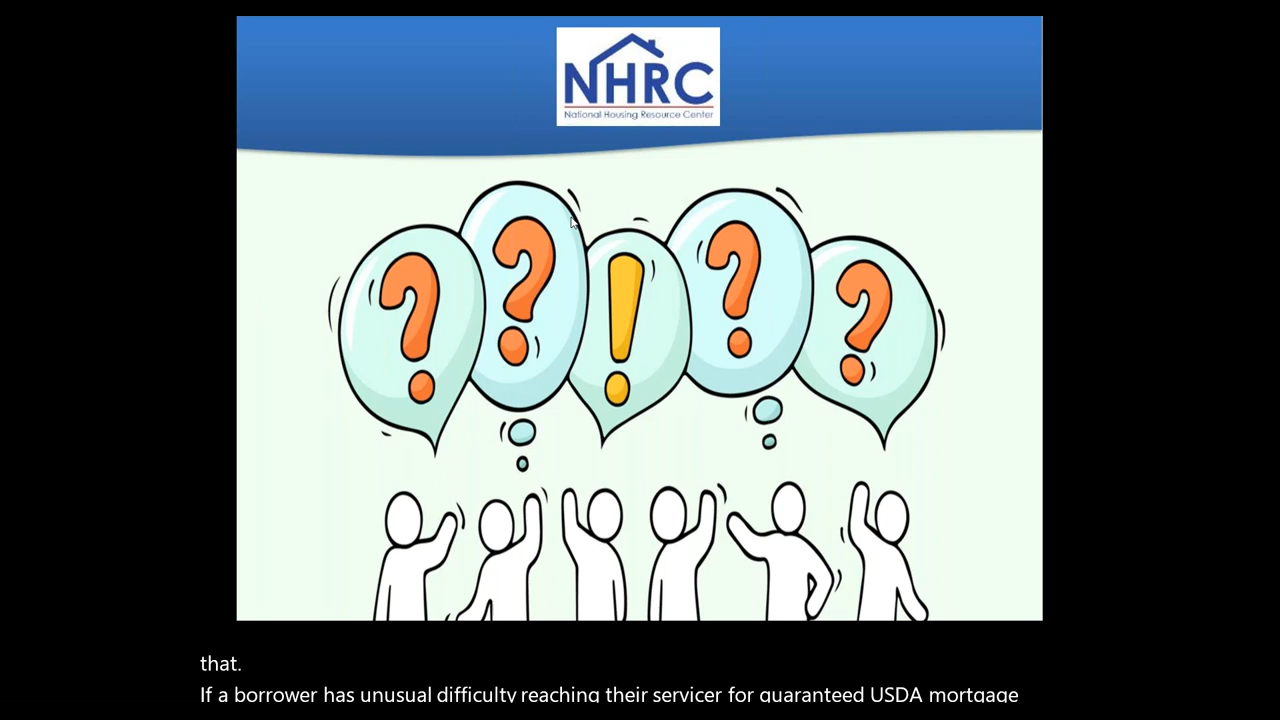 NHRC
National Housing Resource Center
? ? ! ? ?
that.
If a borrower has unusual difficulty reaching their servicer for guaranteed USDA mortgage